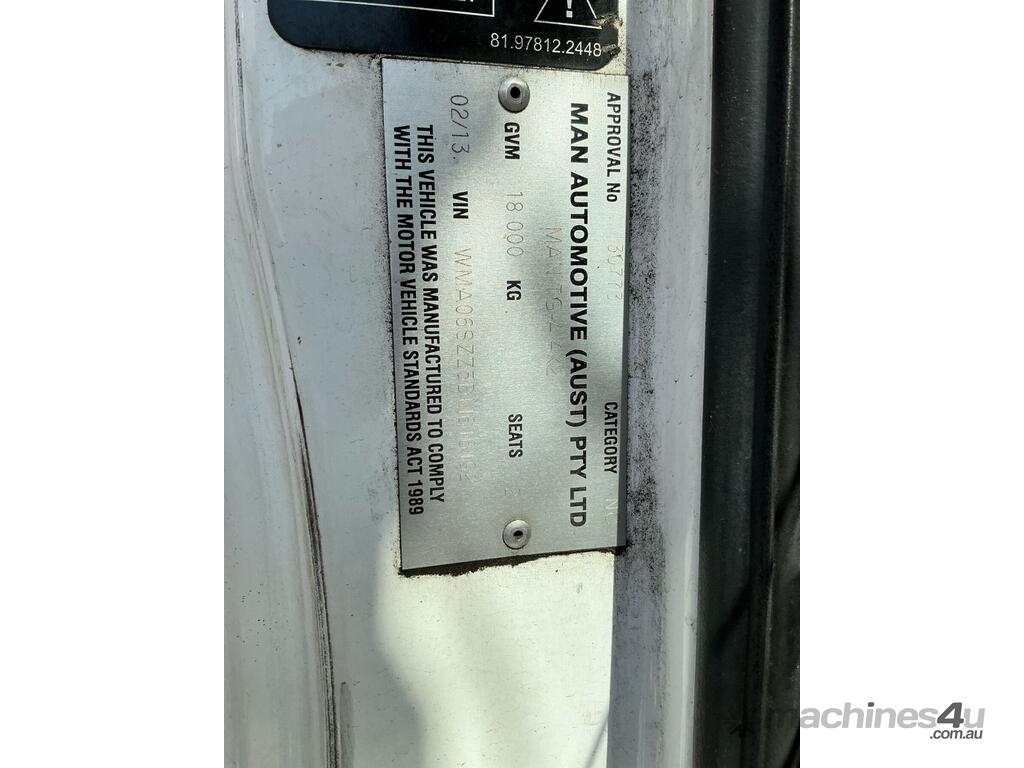 81.97812.2448
APPROVAL No 30773 CATEGORY
MAN AUTOMOTIVE (AUST) PTY LTD
GVM 18 000 KG SEATS
02/13. VIN
THIS VEHICLE WAS MANUFACTURED TO COMPLY
WITH THE MOTOR VEHICLE STANDARDS ACT 1989
machines4u
.com.au